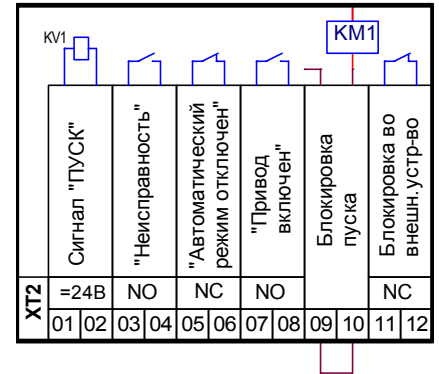 KV1
KM1
Сигнал "ПУСК"
"Неисправность"
"Автоматический
режим отключен"
"Привод
включен"
Блокировка
пуска
Блокировка во
внешн.устр-во
XT2
=24В NO NC NO NC
01 02 03 04 05 06 07 08 09 10 11 12